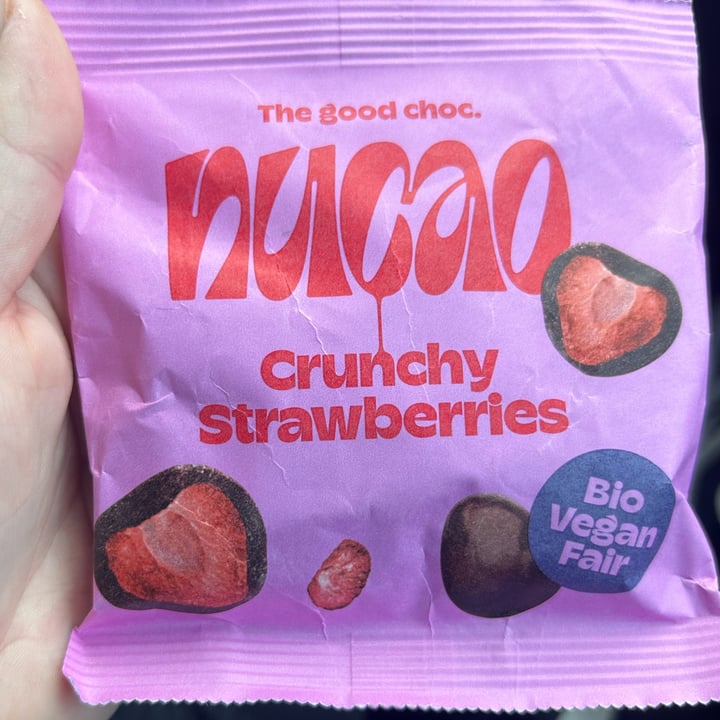 The good choc.
nucao
Crunchy
Strawberries
Bio
Vegan
Fair